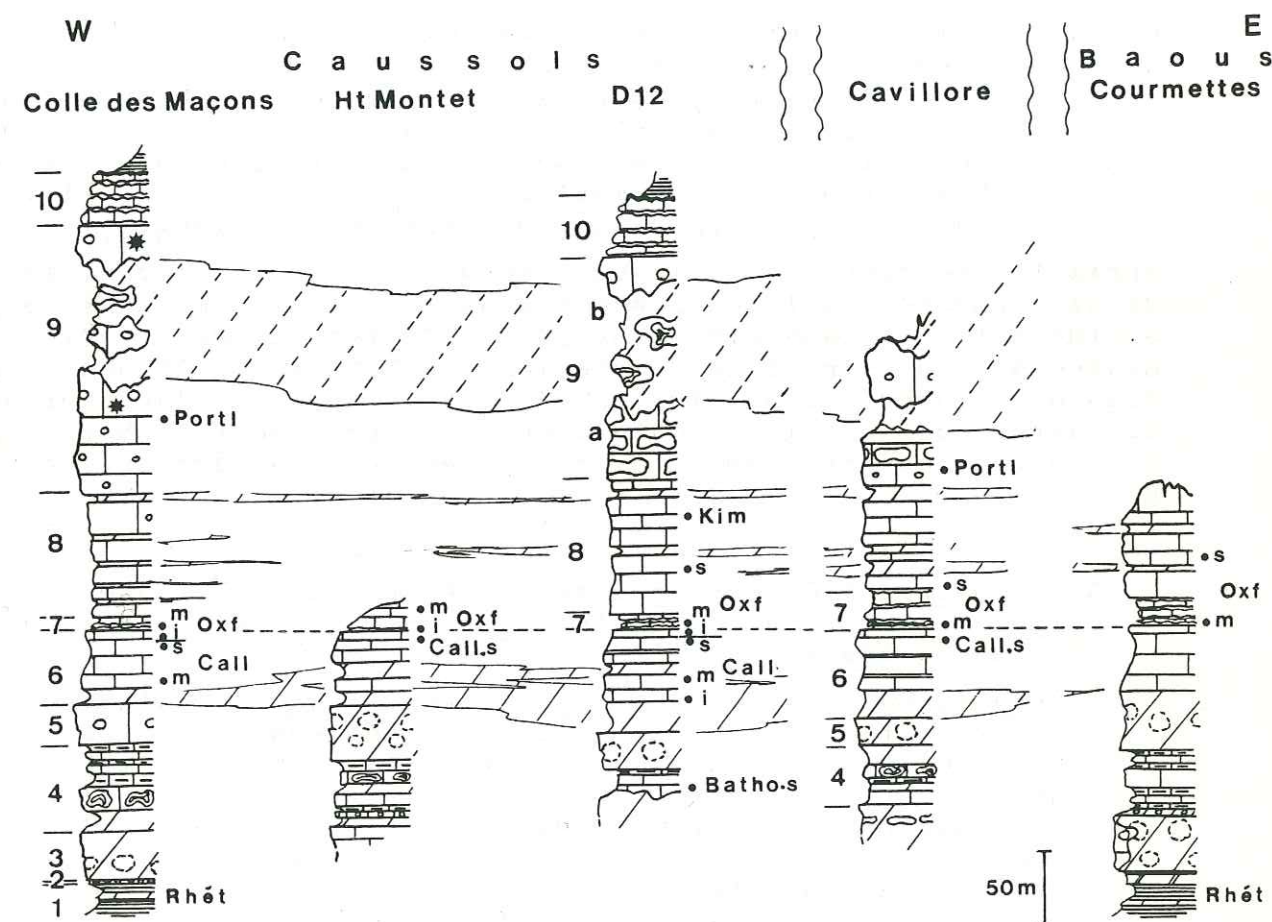 W E
C a u s s o l s B a o u s
Colle des Maçons Ht Montet D12 Cavillore Courmettes
10
10
9
b
9
a
Portl
Portl
Kim
8
8
s
s
s
7
m
i Oxf
s
m
i Oxf
Call.s
7
m
i Oxf
s
7
Oxf
m
Call.s
Oxf
m
6
Call
m
m Call
i
6
5
5
4
4
Batho.s
3
2
1
Rhét
50m
Rhét